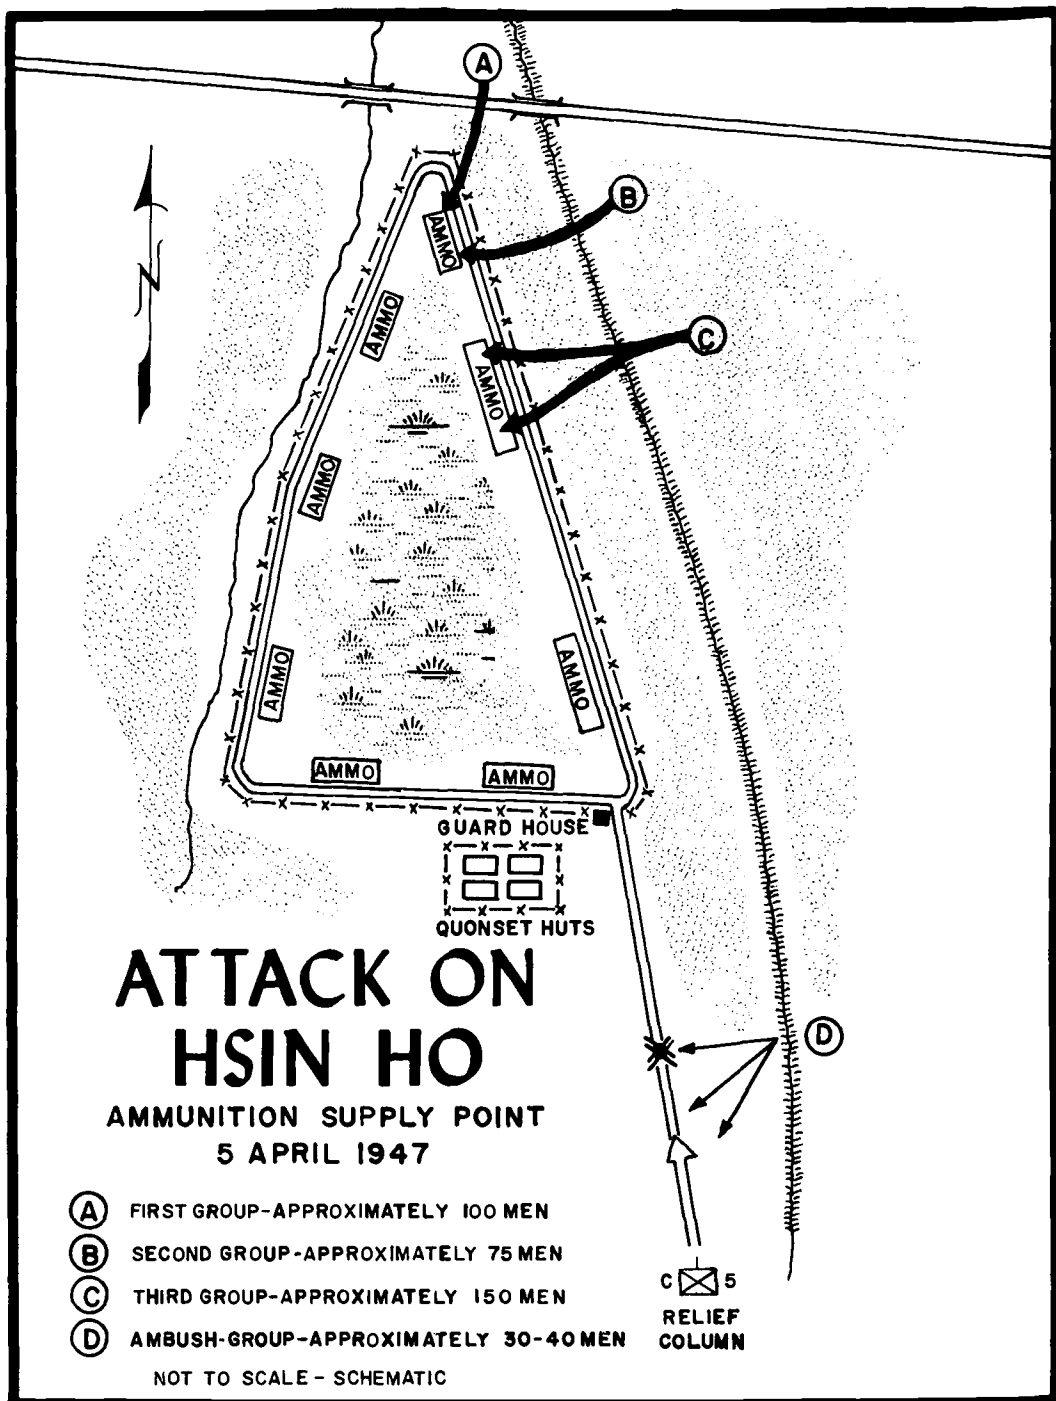 A
B
N
AMMO
AMMO
C
AMMO
AMMO
AMMO
AMMO
AMMO
AMMO
GUARD HOUSE
QUONSET HUTS
ATTACK ON
HSIN HO
AMMUNITION SUPPLY POINT
5 APRIL 1947
D
A FIRST GROUP-APPROXIMATELY 100 MEN
B SECOND GROUP-APPROXIMATELY 75 MEN
C THIRD GROUP-APPROXIMATELY 150 MEN
D AMBUSH-GROUP-APPROXIMATELY 30-40 MEN
NOT TO SCALE - SCHEMATIC
C 5
RELIEF
COLUMN